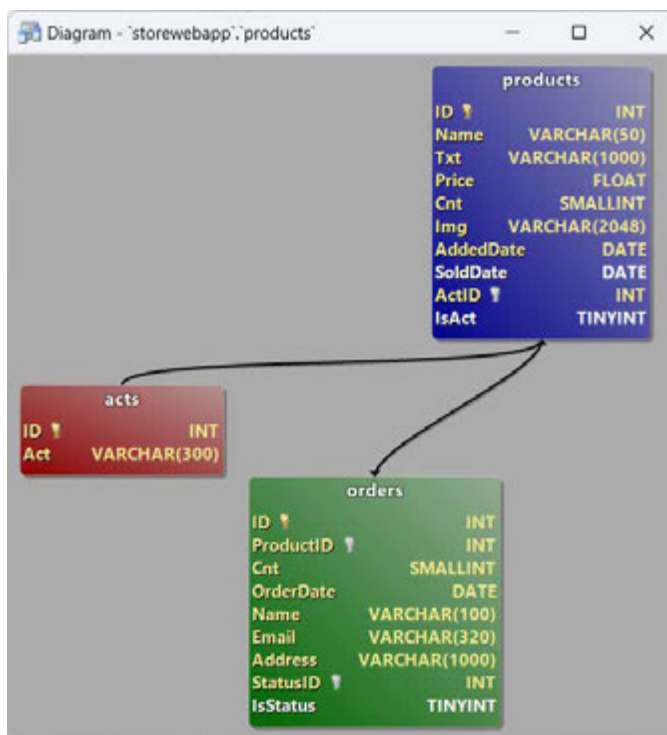 Diagram - `storewebapp`.`products`
products
ID INT
Name VARCHAR(50)
Txt VARCHAR(1000)
Price FLOAT
Cnt SMALLINT
Img VARCHAR(2048)
AddedDate DATE
SoldDate DATE
ActID INT
IsAct TINYINT
acts
ID INT
Act VARCHAR(300)
orders
ID INT
ProductID INT
Cnt SMALLINT
OrderDate DATE
Name VARCHAR(100)
Email VARCHAR(320)
Address VARCHAR(1000)
StatusID INT
IsStatus TINYINT